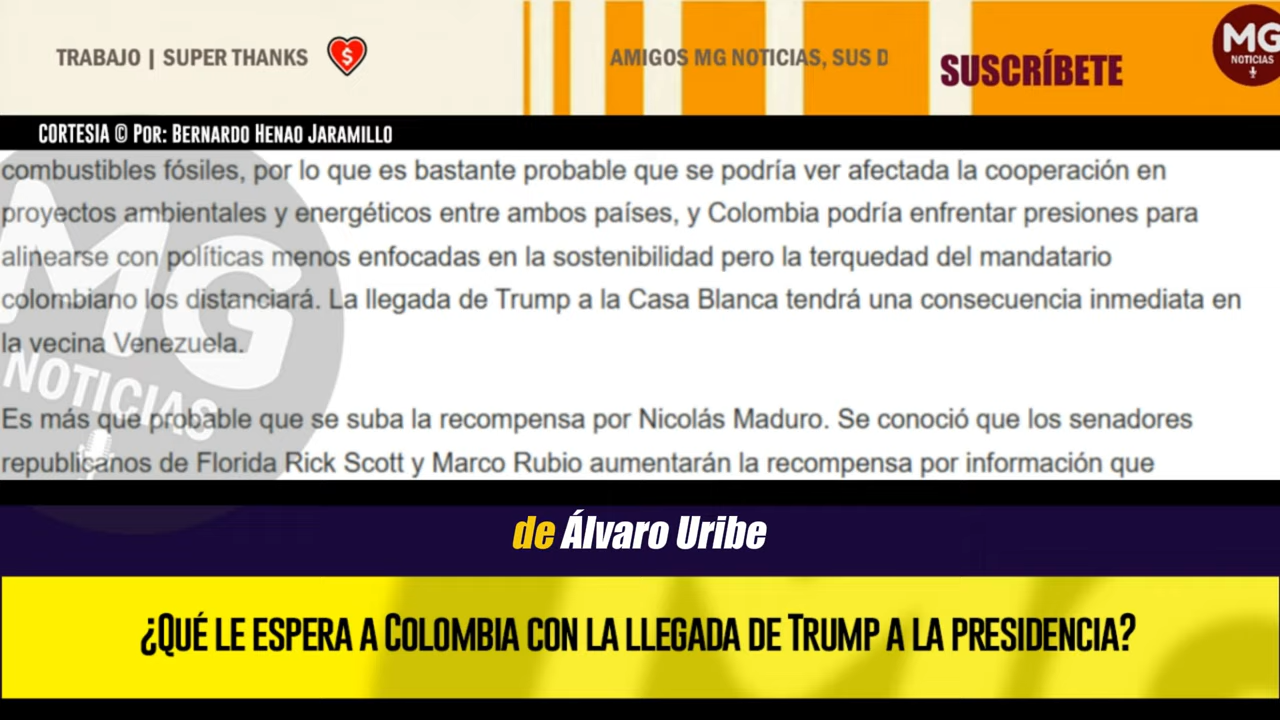 TRABAJO | SUPER THANKS
AMIGOS MG NOTICIAS, SUS D
SUSCRÍBETE
MG
NOTICIAS
CORTESIA © Por: Bernardo Henao Jaramillo
combustibles fósiles, por lo que es bastante probable que se podría ver afectada la cooperación en
proyectos ambientales y energéticos entre ambos países, y Colombia podría enfrentar presiones para
alinearse con políticas menos enfocadas en la sostenibilidad pero la terquedad del mandatario
colombiano los distanciará. La llegada de Trump a la Casa Blanca tendrá una consecuencia inmediata en
la vecina Venezuela.
Es más que probable que se suba la recompensa por Nicolás Maduro. Se conoció que los senadores
republicanos de Florida Rick Scott y Marco Rubio aumentarán la recompensa por información que
MG
NOTICIAS
de Álvaro Uribe
¿Qué le espera a Colombia con la llegada de Trump a la presidencia?